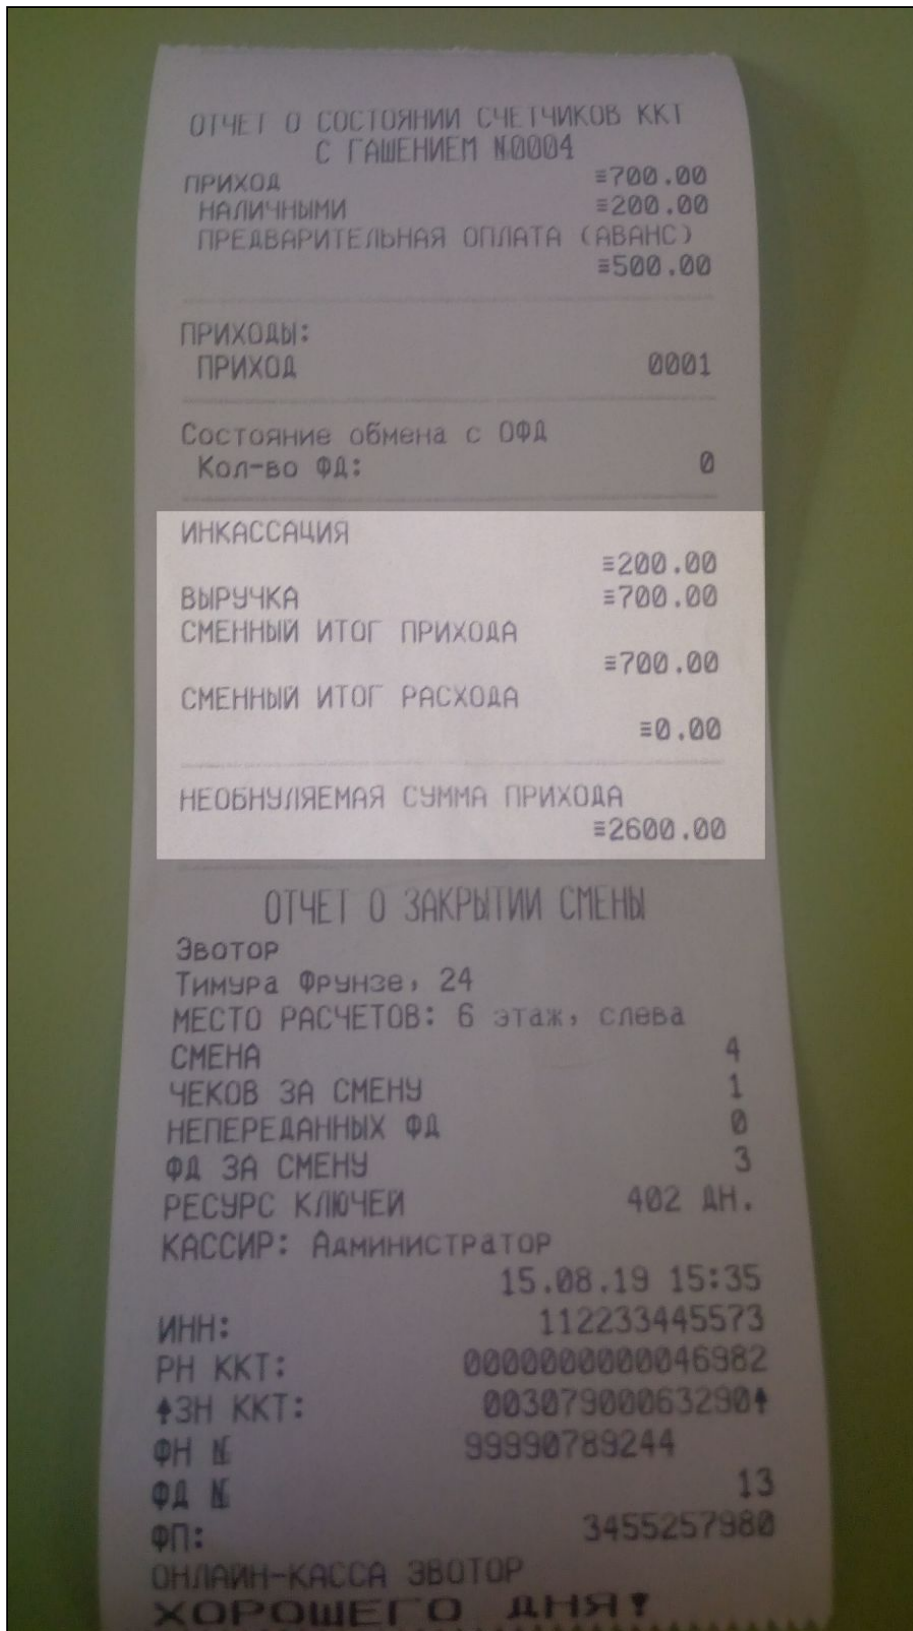 ОТЧЕТ О СОСТОЯНИИ СЧЕТЧИКОВ ККТ
С ГАШЕНИЕМ №0004
ПРИХОД ≡700.00
НАЛИЧНЫМИ ≡200.00
ПРЕДВАРИТЕЛЬНАЯ ОПЛАТА (АВАНС)
≡500.00
ПРИХОДЫ:
ПРИХОД 0001
Состояние обмена с ОФД
Кол-во ФД: 0
ИНКАССАЦИЯ
≡200.00
ВЫРУЧКА ≡700.00
СМЕННЫЙ ИТОГ ПРИХОДА
≡700.00
СМЕННЫЙ ИТОГ РАСХОДА
≡0.00
НЕОБНУЛЯЕМАЯ СУММА ПРИХОДА
≡2600.00
ОТЧЕТ О ЗАКРЫТИИ СМЕНЫ
Эвотор
Тимура Фрунзе, 24
МЕСТО РАСЧЕТОВ: 6 этаж, слева
СМЕНА 4
ЧЕКОВ ЗА СМЕНУ 1
НЕПЕРЕДАННЫХ ФД 0
ФД ЗА СМЕНУ 3
РЕСУРС КЛЮЧЕЙ 402 ДН.
КАССИР: Администратор
15.08.19 15:35
ИНН: 112233445573
РН ККТ: 0000000000046982
↑ЗН ККТ: 00307900063290↑
ФН № 99990789244
ФД № 13
ФП: 3455257980
ОНЛАЙН-КАССА ЭВОТОР
ХОРОШЕГО ДНЯ!